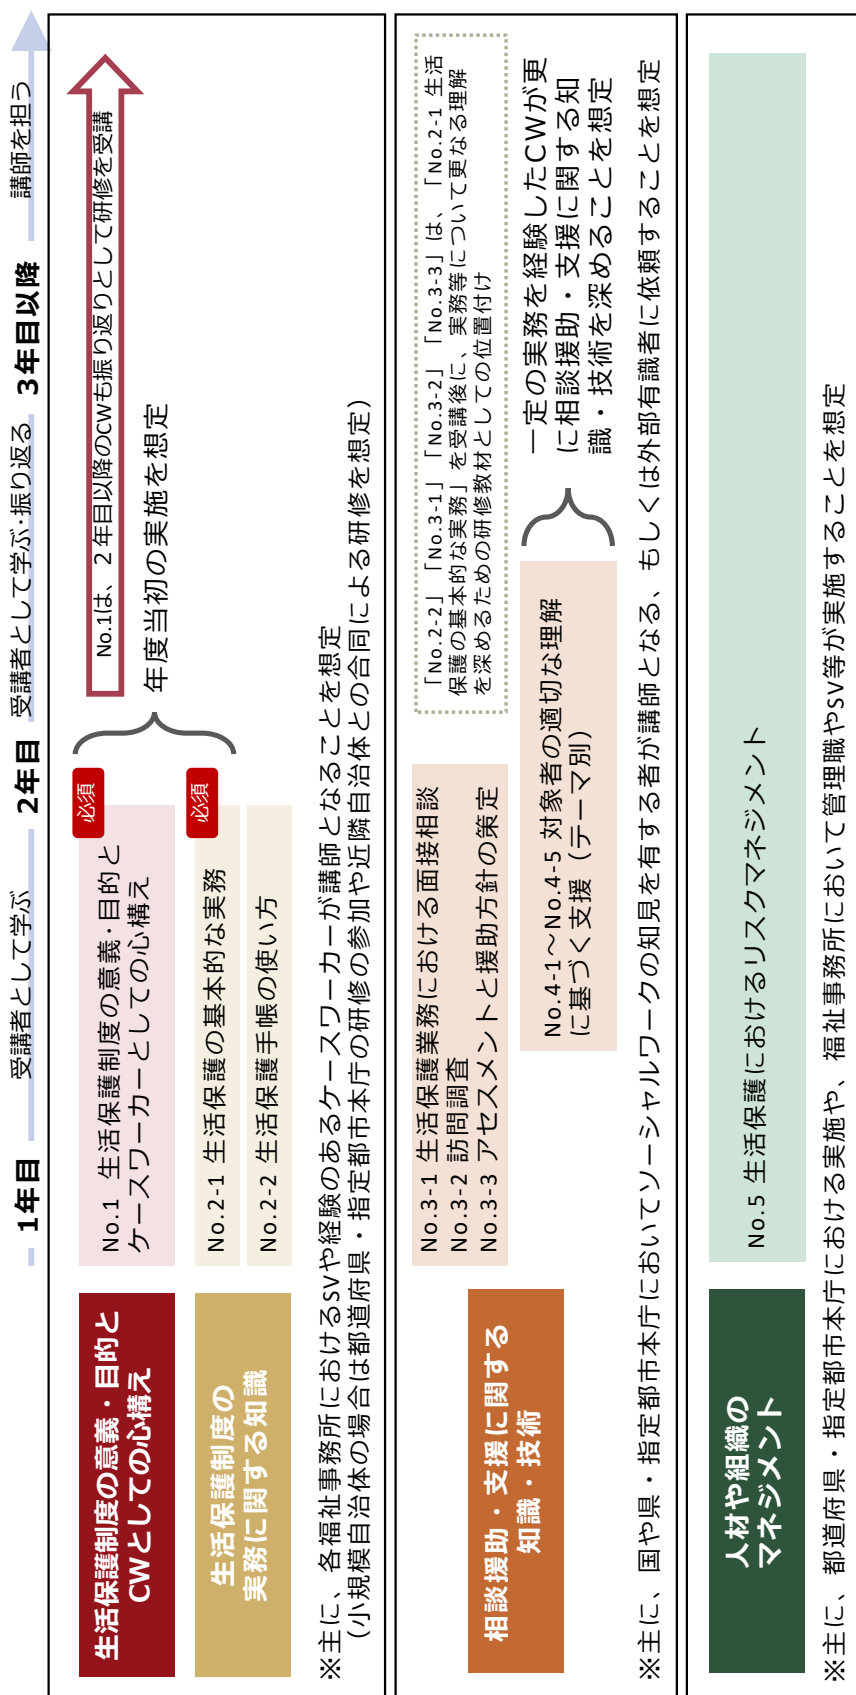 1年目
受講者として学ぶ
2年目
受講者として学ぶ・振り返る
3年目以降
講師を担う
生活保護制度の意義・目的と
CWとしての心構え
No.1 生活保護制度の意義・目的と
ケースワーカーとしての心構え
必須
No.1は、２年目以降のCWも振り返りとして研修を受講
生活保護制度の
実務に関する知識
No.2-1 生活保護の基本的な実務
必須
No.2-2 生活保護手帳の使い方
年度当初の実施を想定
※主に、各福祉事務所におけるSVや経験のあるケースワーカーが講師となることを想定
（小規模自治体の場合は都道府県・指定都市本庁の研修の参加や近隣自治体との合同による研修を想定）
相談援助・支援に関する
知識・技術
No.3-1 生活保護業務における面接相談
No.3-2 訪問調査
No.3-3 アセスメントと援助方針の策定
「No.2-2」「No.3-1」「No.3-2」「No.3-3」は、「No.2-1 生活
保護の基本的な実務」を受講後に、実務等について更なる理解
を深めるための研修教材としての位置付け
No.4-1～No.4-5 対象者の適切な理解
に基づく支援（テーマ別）
一定の実務を経験したCWが更
に相談援助・支援に関する知
識・技術を深めることを想定
※主に、国や県・指定都市本庁においてソーシャルワークの知見を有する者が講師となる、もしくは外部有識者に依頼することを想定
人材や組織の
マネジメント
No.5 生活保護におけるリスクマネジメント
※主に、都道府県・指定都市本庁における実施や、福祉事務所において管理職やSV等が実施することを想定